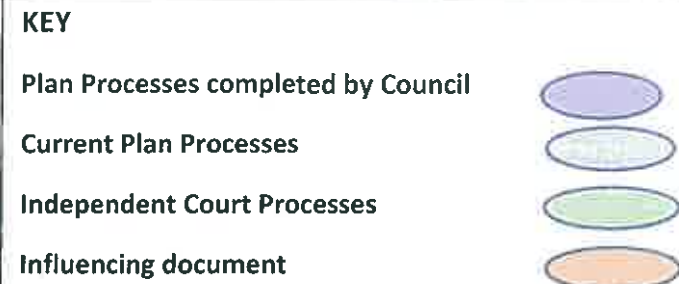 KEY
Plan Processes completed by Council
Current Plan Processes
Independent Court Processes
Influencing document